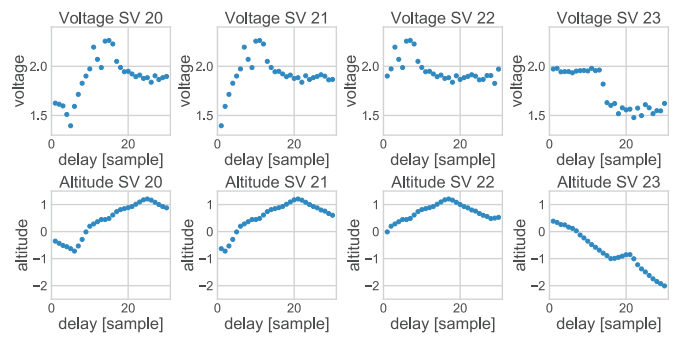 Voltage SV 20 Voltage SV 21 Voltage SV 22 Voltage SV 23
voltage 2.0 1.5 voltage 2.0 1.5 voltage 2.0 1.5 voltage 2.0 1.5
0 20 0 20 0 20 0 20
delay [sample] delay [sample] delay [sample] delay [sample]
Altitude SV 20 Altitude SV 21 Altitude SV 22 Altitude SV 23
altitude 1 0 −1 −2 altitude 1 0 −1 −2 altitude 1 0 −1 −2 altitude 1 0 −1 −2
0 20 0 20 0 20 0 20
delay [sample] delay [sample] delay [sample] delay [sample]